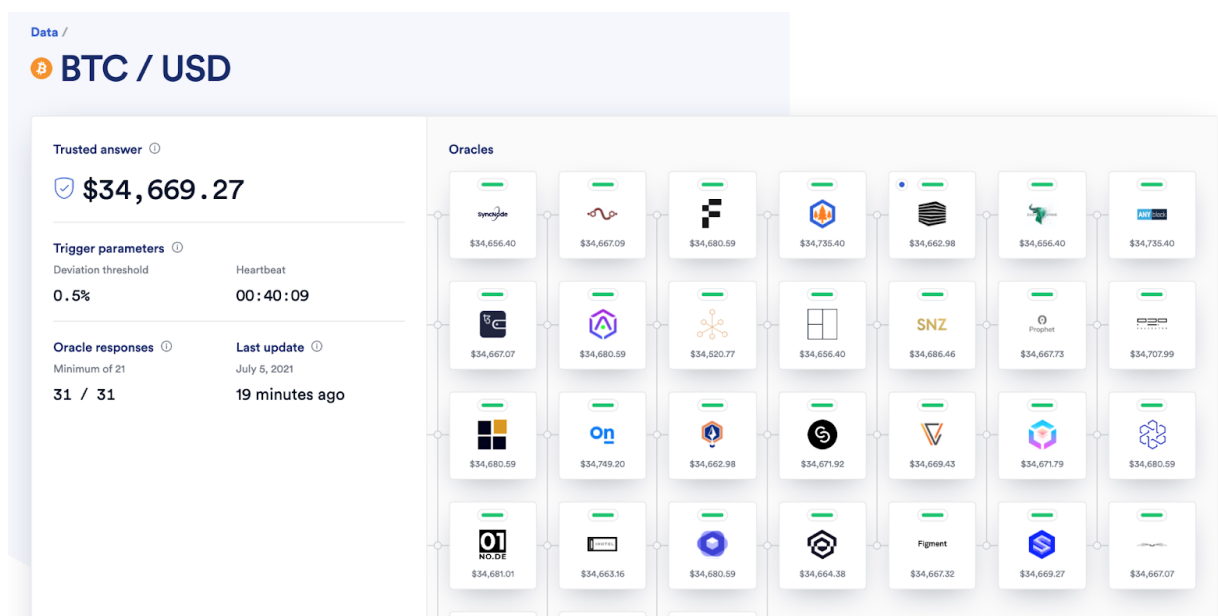 Data /
BTC / USD
Trusted answer
$34,669.27
Trigger parameters
Deviation threshold Heartbeat
0.5% 00:40:09
Oracle responses Last update
Minimum of 21 July 5, 2021
31 / 31 19 minutes ago
Oracles
SyncNode ANYblock
$34,656.40 $34,667.09 $34,680.59 $34,735.40 $34,662.98 $34,656.40 $34,735.40
SNZ Prophet P2P
$34,667.07 $34,680.59 $34,520.77 $34,656.40 $34,686.46 $34,667.73 $34,707.99
On
$34,680.59 $34,749.20 $34,662.98 $34,671.92 $34,669.43 $34,671.79 $34,680.59
01 NO.DE Figment
$34,681.01 $34,663.16 $34,680.59 $34,664.38 $34,667.32 $34,669.27 $34,667.07